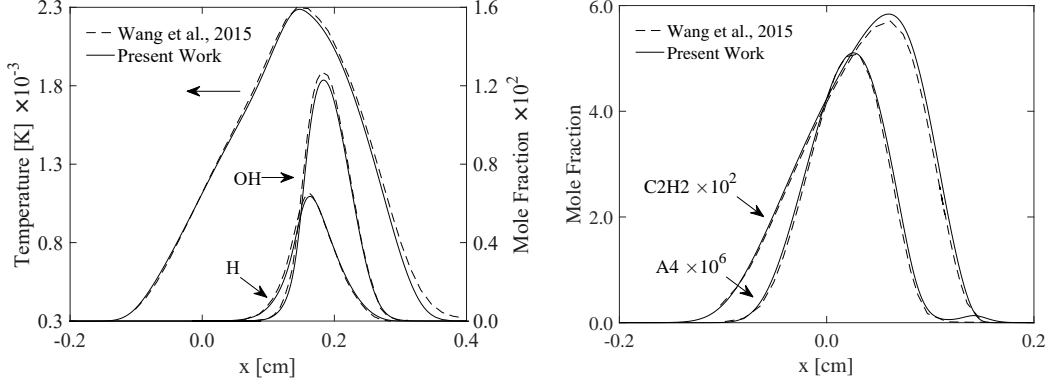 2.3
1.8
1.3
0.8
0.3
Temperature [K] ×10⁻³
Wang et al., 2015
Present Work
OH
H
1.6
1.2
0.8
0.4
0.0
Mole Fraction ×10²
-0.2
0.0
0.2
0.4
x [cm]
6.0
4.0
2.0
0.0
Mole Fraction
Wang et al., 2015
Present Work
C2H2 ×10²
A4 ×10⁶
-0.2
0.0
0.2
x [cm]